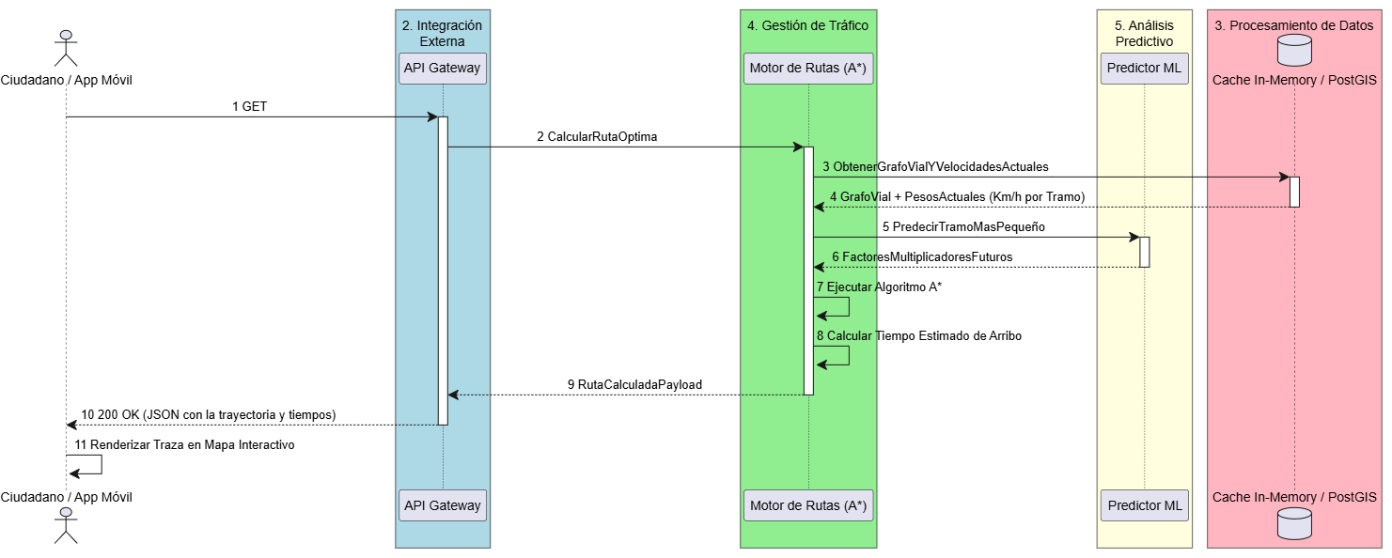 2. Integración
Externa
4. Gestión de Tráfico
5. Análisis
Predictivo
3. Procesamiento de Datos
Ciudadano / App Móvil
API Gateway
Motor de Rutas (A*)
Predictor ML
Cache In-Memory / PostGIS
1 GET
2 CalcularRutaOptima
3 ObtenerGrafoVialYVelocidadesActuales
4 GrafoVial + PesosActuales (Km/h por Tramo)
5 PredecirTramoMasPequeño
6 FactoresMultiplicadoresFuturos
7 Ejecutar Algoritmo A*
8 Calcular Tiempo Estimado de Arribo
9 RutaCalculadaPayload
10 200 OK (JSON con la trayectoria y tiempos)
11 Renderizar Traza en Mapa Interactivo
Ciudadano / App Móvil
API Gateway
Motor de Rutas (A*)
Predictor ML
Cache In-Memory / PostGIS